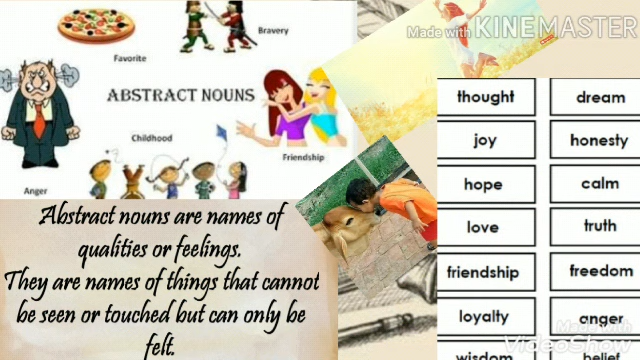 Made with KINEMASTER
Favorite
Bravery
ABSTRACT NOUNS
Childhood
Friendship
Anger
Abstract nouns are names of
qualities or feelings.
They are names of things that cannot
be seen or touched but can only be
felt.
thought
dream
joy
honesty
hope
calm
love
truth
friendship
freedom
loyalty
anger
wisdom
belief
Made with
VideoShow